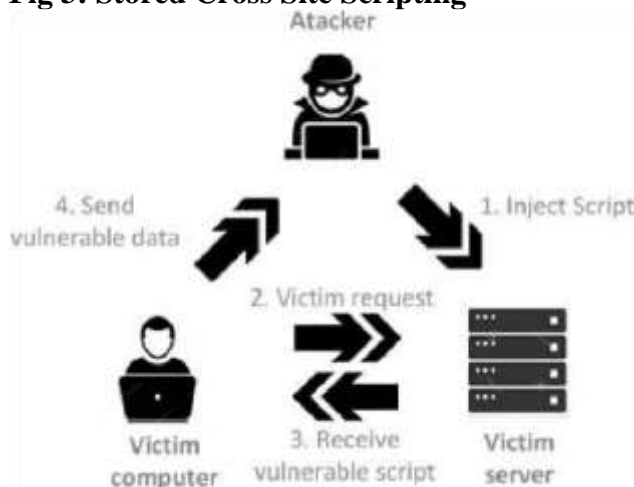 Fig 3: Stored Cross Site Scripting
Atacker
4. Send
vulnerable data
1. Inject Script
2. Victim request
3. Receive
vulnerable script
Victim
computer
Victim
server